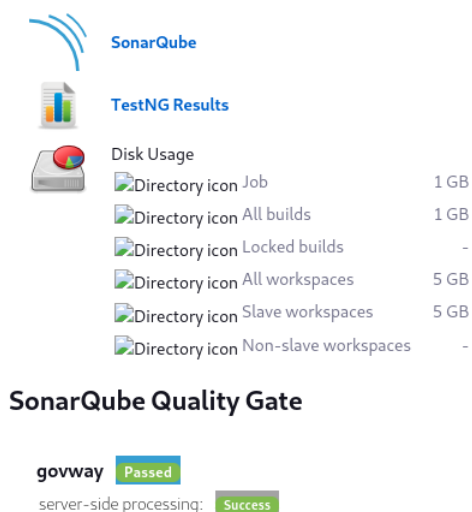 SonarQube
TestNG Results
Disk Usage
Directory icon Job 1 GB
Directory icon All builds 1 GB
Directory icon Locked builds -
Directory icon All workspaces 5 GB
Directory icon Slave workspaces 5 GB
Directory icon Non-slave workspaces -
SonarQube Quality Gate
govway Passed
server-side processing: Success